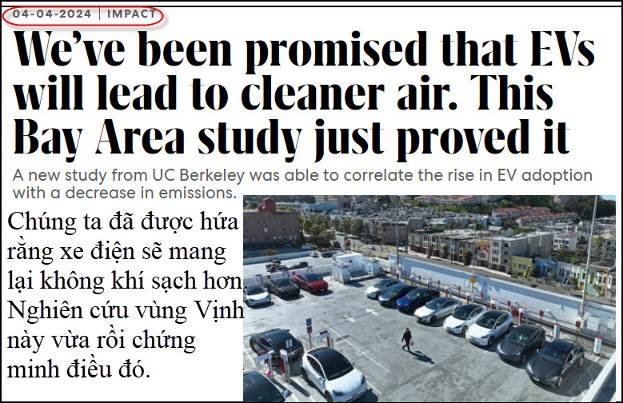 04-04-2024 | IMPACT
We've been promised that EVs
will lead to cleaner air. This
Bay Area study just proved it
A new study from UC Berkeley was able to correlate the rise in EV adoption
with a decrease in emissions.
Chúng ta đã được hứa
rằng xe điện sẽ mang
lại không khí sạch hơn.
Nghiên cứu vùng Vịnh
này vừa rồi chứng
minh điều đó.